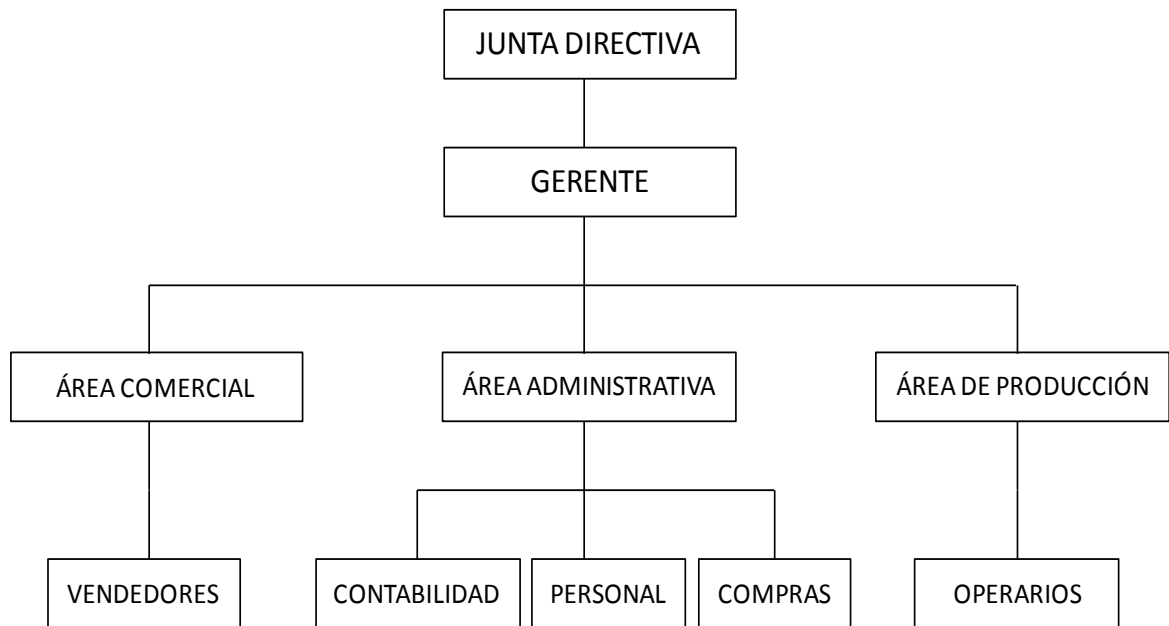 JUNTA DIRECTIVA
GERENTE
ÁREA COMERCIAL
ÁREA ADMINISTRATIVA
ÁREA DE PRODUCCIÓN
VENDEDORES
CONTABILIDAD
PERSONAL
COMPRAS
OPERARIOS